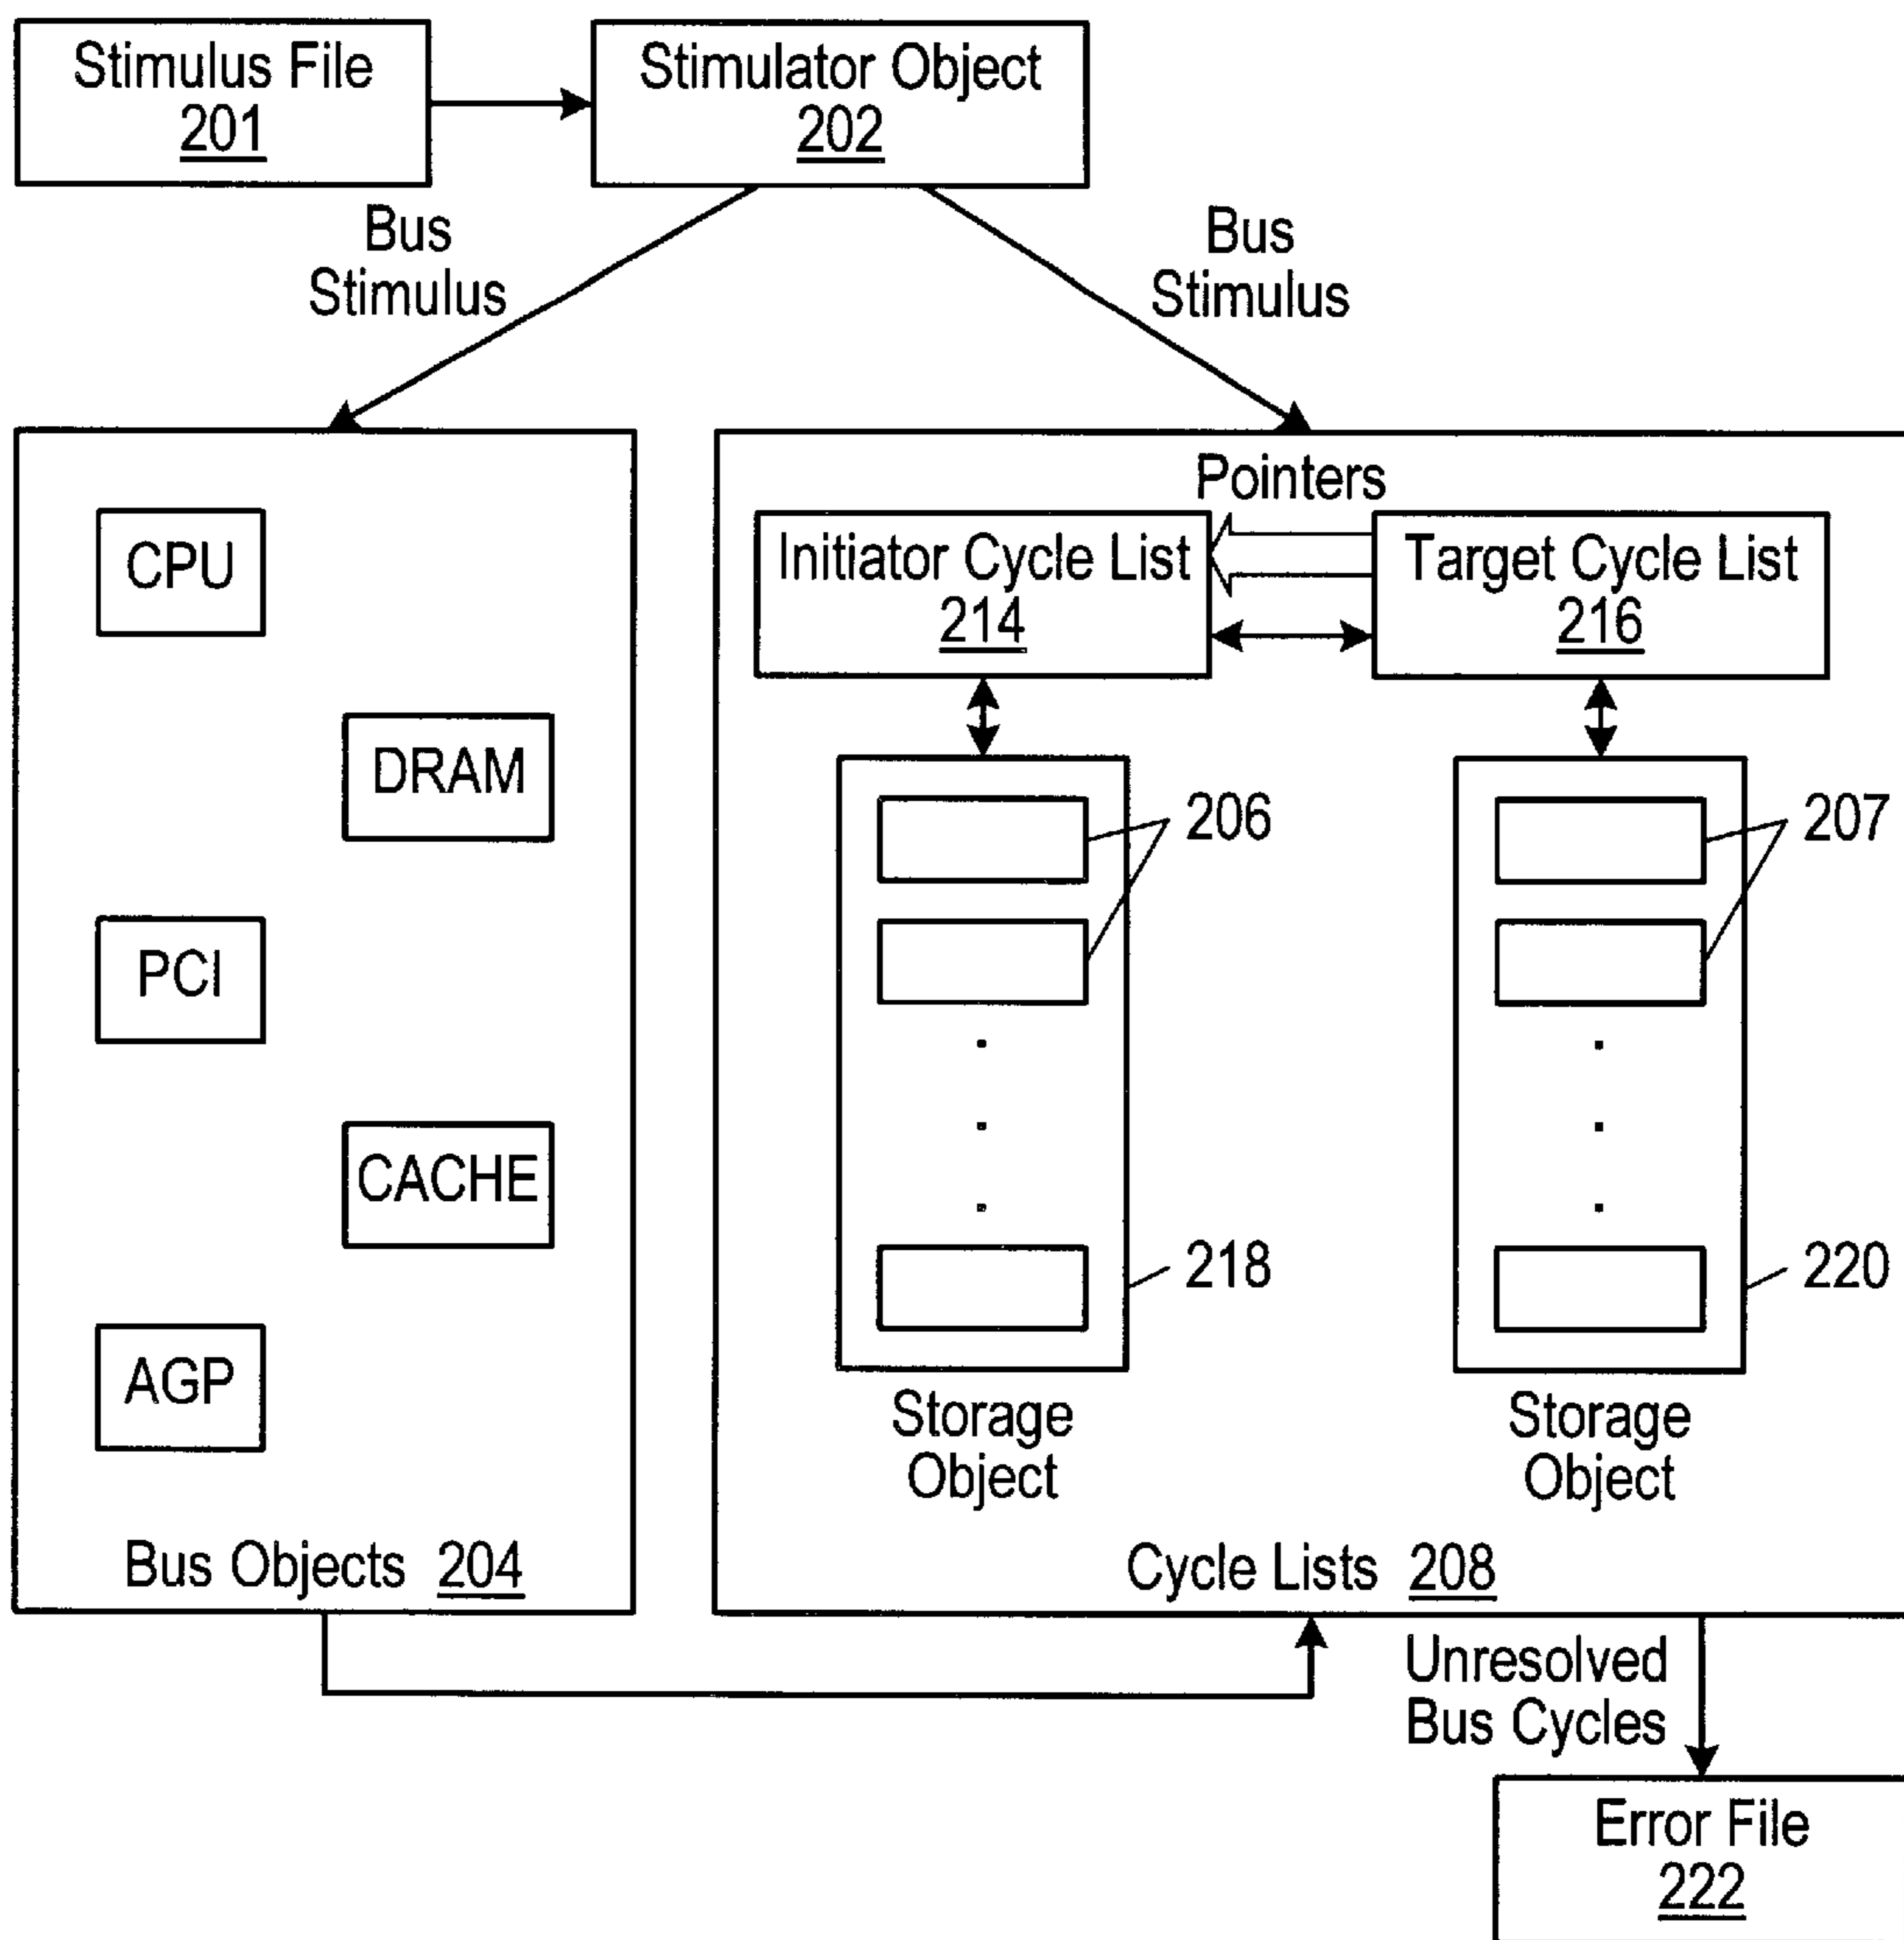 Stimulus File
201
Stimulator Object
202
Bus
Stimulus
Bus
Stimulus
CPU
DRAM
PCI
CACHE
AGP
Bus Objects 204
Pointers
Initiator Cycle List
214
Target Cycle List
216
206
207
218
220
Storage
Object
Storage
Object
Cycle Lists 208
Unresolved
Bus Cycles
Error File
222